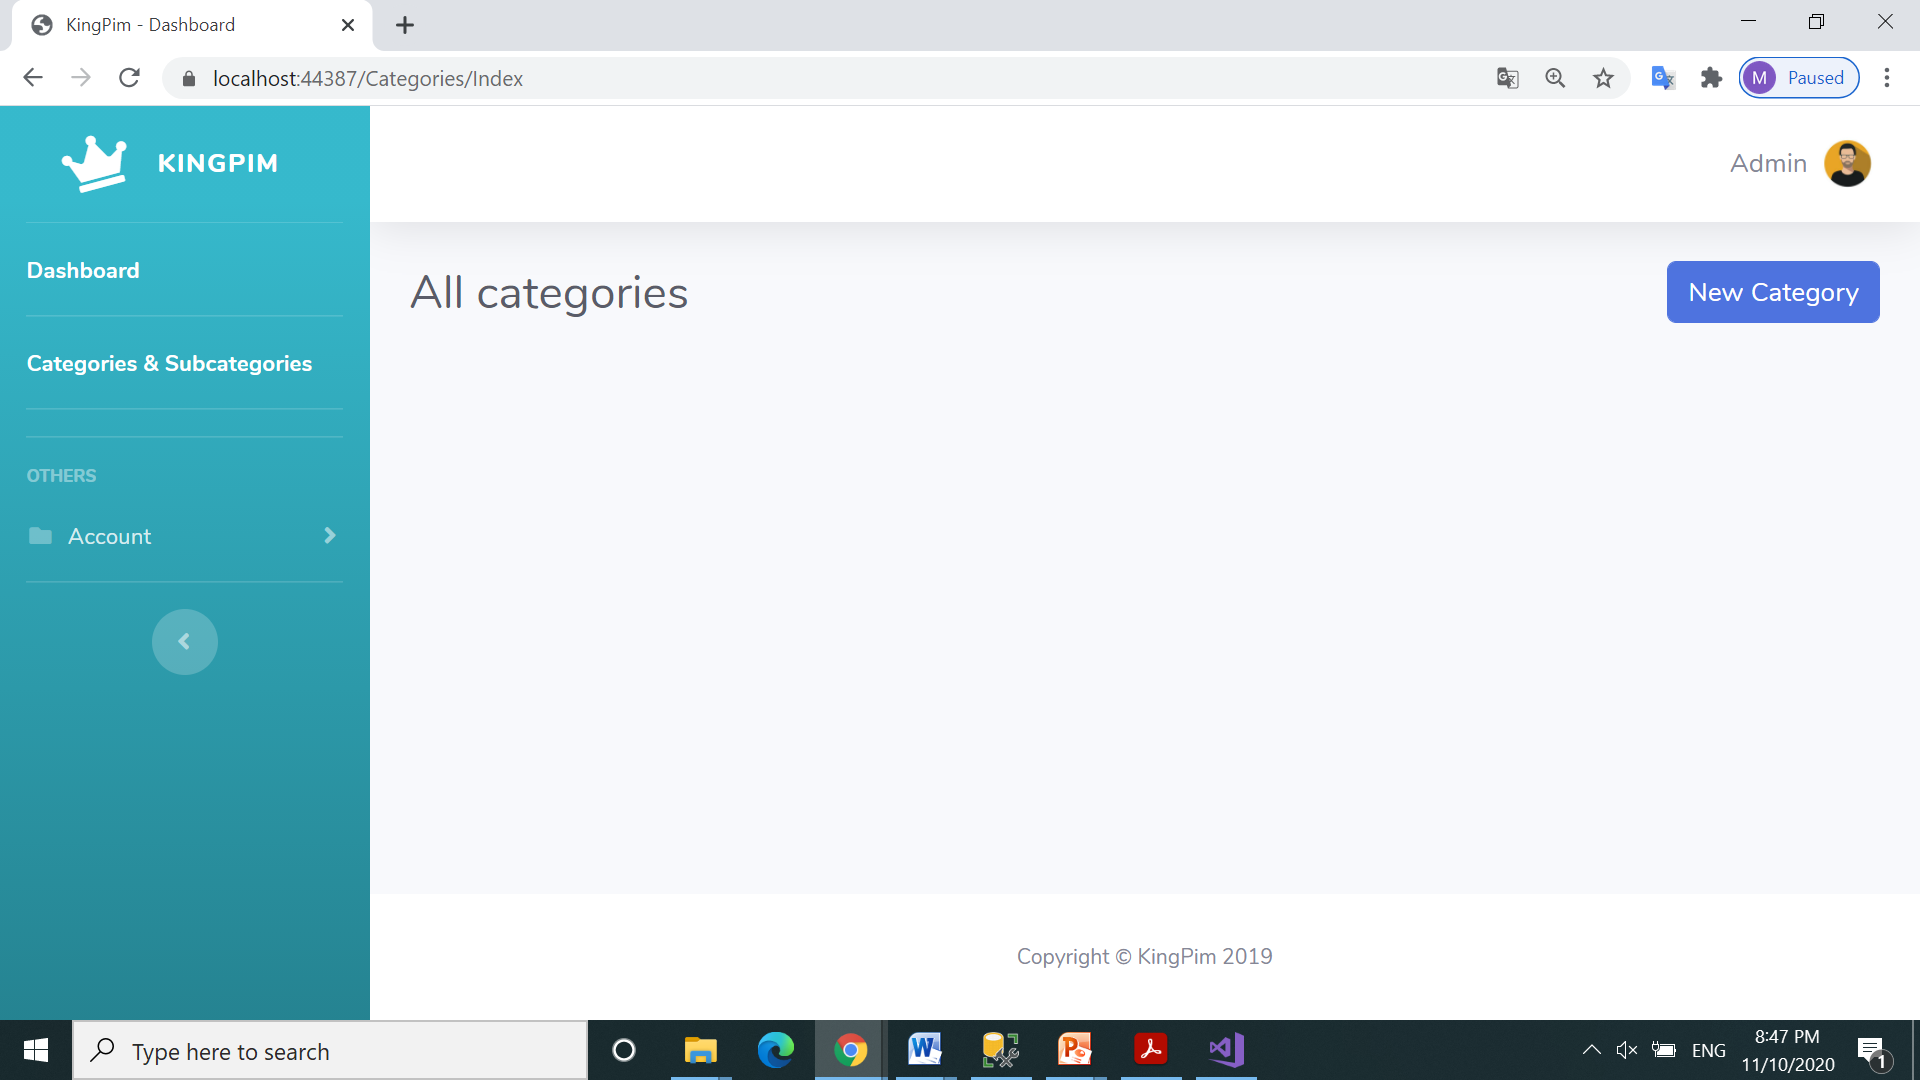 KingPim - Dashboard
localhost:44387/Categories/Index
M Paused
KINGPIM
Admin
Dashboard
All categories
New Category
Categories & Subcategories
OTHERS
Account
Copyright © KingPim 2019
Type here to search
ENG
8:47 PM
11/10/2020
1